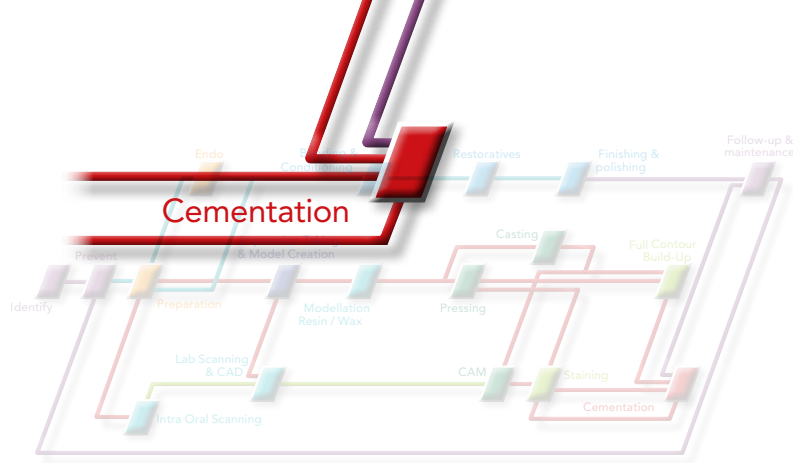 Follow-up &
maintenance
Endo
Bonding &
Conditioning
Restoratives
Finishing &
polishing
Cementation
Casting
Full Contour
Build-Up
Prevent
& Model Creation
Identify
Preparation
Modellation
Resin / Wax
Pressing
Lab Scanning
& CAD
CAM
Staining
Cementation
Intra Oral Scanning